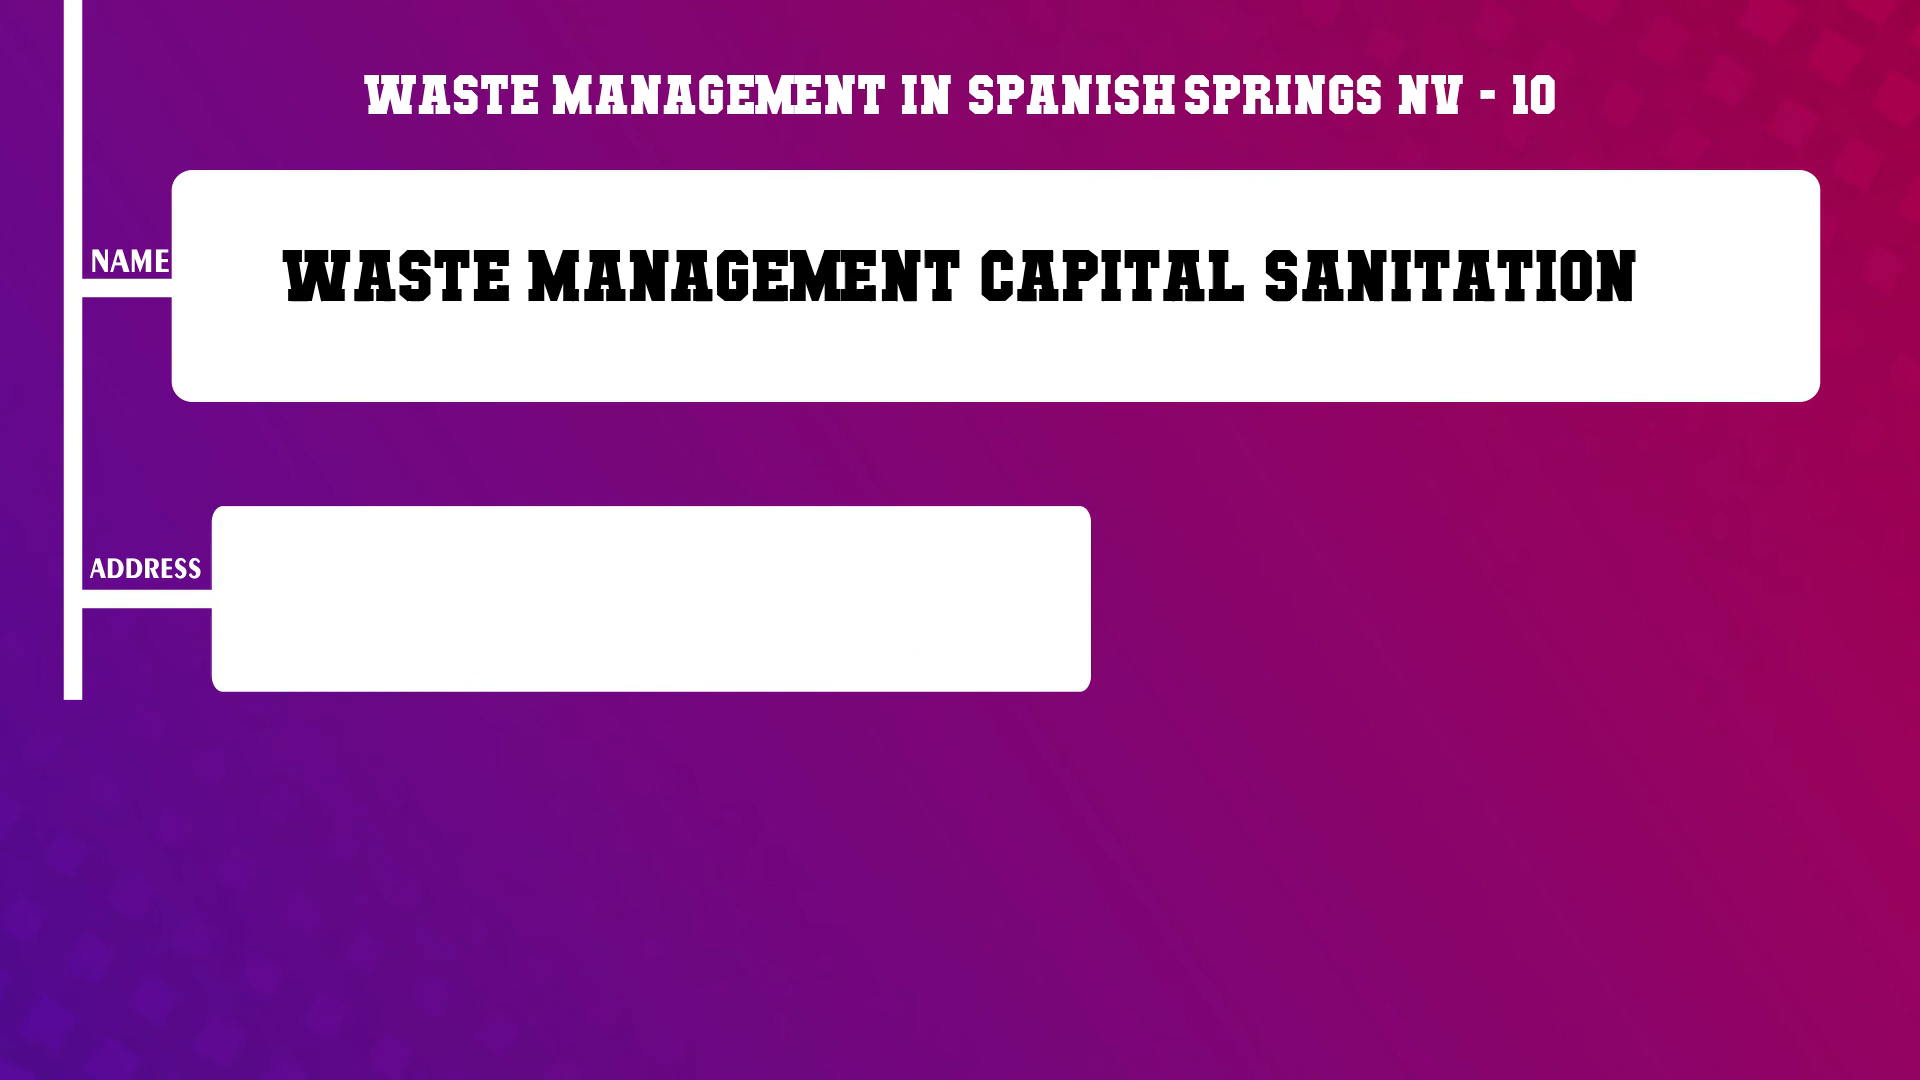 WASTE MANAGEMENT IN SPANISH SPRINGS NV - 10
NAME
WASTE MANAGEMENT CAPITAL SANITATION
ADDRESS